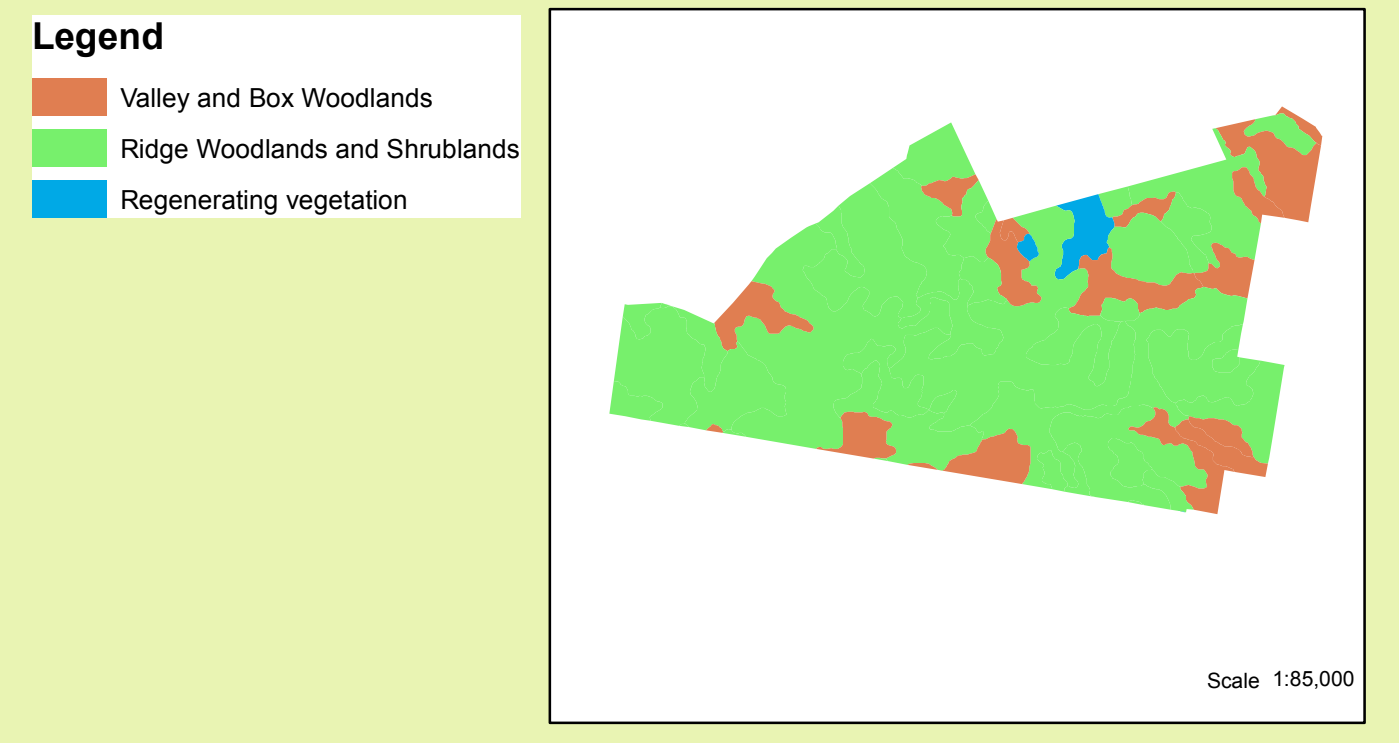 Legend
Valley and Box Woodlands
Ridge Woodlands and Shrublands
Regenerating vegetation
Scale 1:85,000